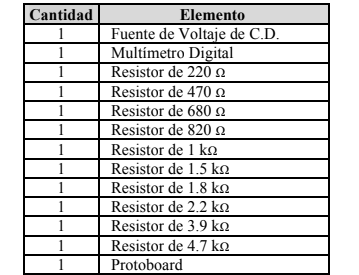 Cantidad Elemento
1 Fuente de Voltaje de C.D.
1 Multímetro Digital
1 Resistor de 220 Ω
1 Resistor de 470 Ω
1 Resistor de 680 Ω
1 Resistor de 820 Ω
1 Resistor de 1 kΩ
1 Resistor de 1.5 kΩ
1 Resistor de 1.8 kΩ
1 Resistor de 2.2 kΩ
1 Resistor de 3.9 kΩ
1 Resistor de 4.7 kΩ
1 Protoboard